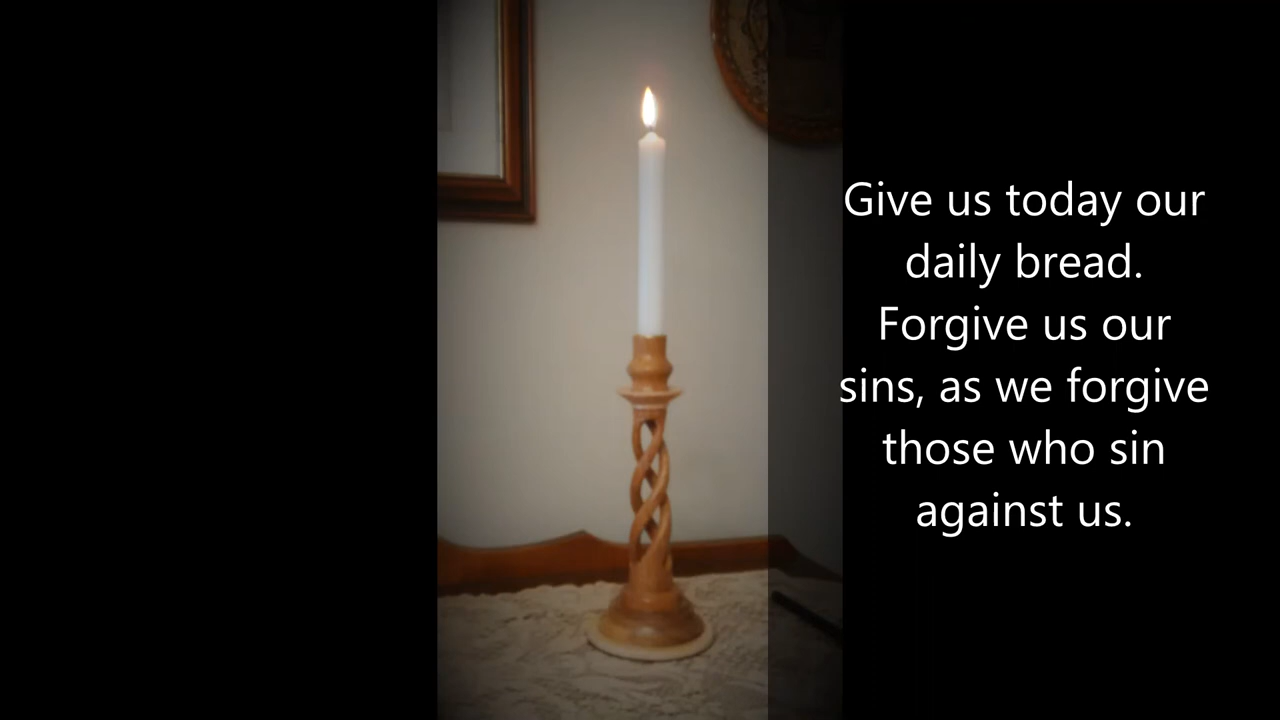 Give us today our
daily bread.
Forgive us our
sins, as we forgive
those who sin
against us.